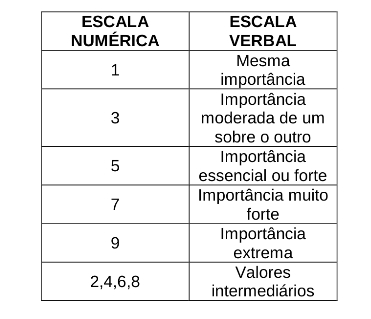 ESCALA NUMÉRICA
ESCALA VERBAL
1
Mesma importância
3
Importância moderada de um sobre o outro
5
Importância essencial ou forte
7
Importância muito forte
9
Importância extrema
2,4,6,8
Valores intermediários